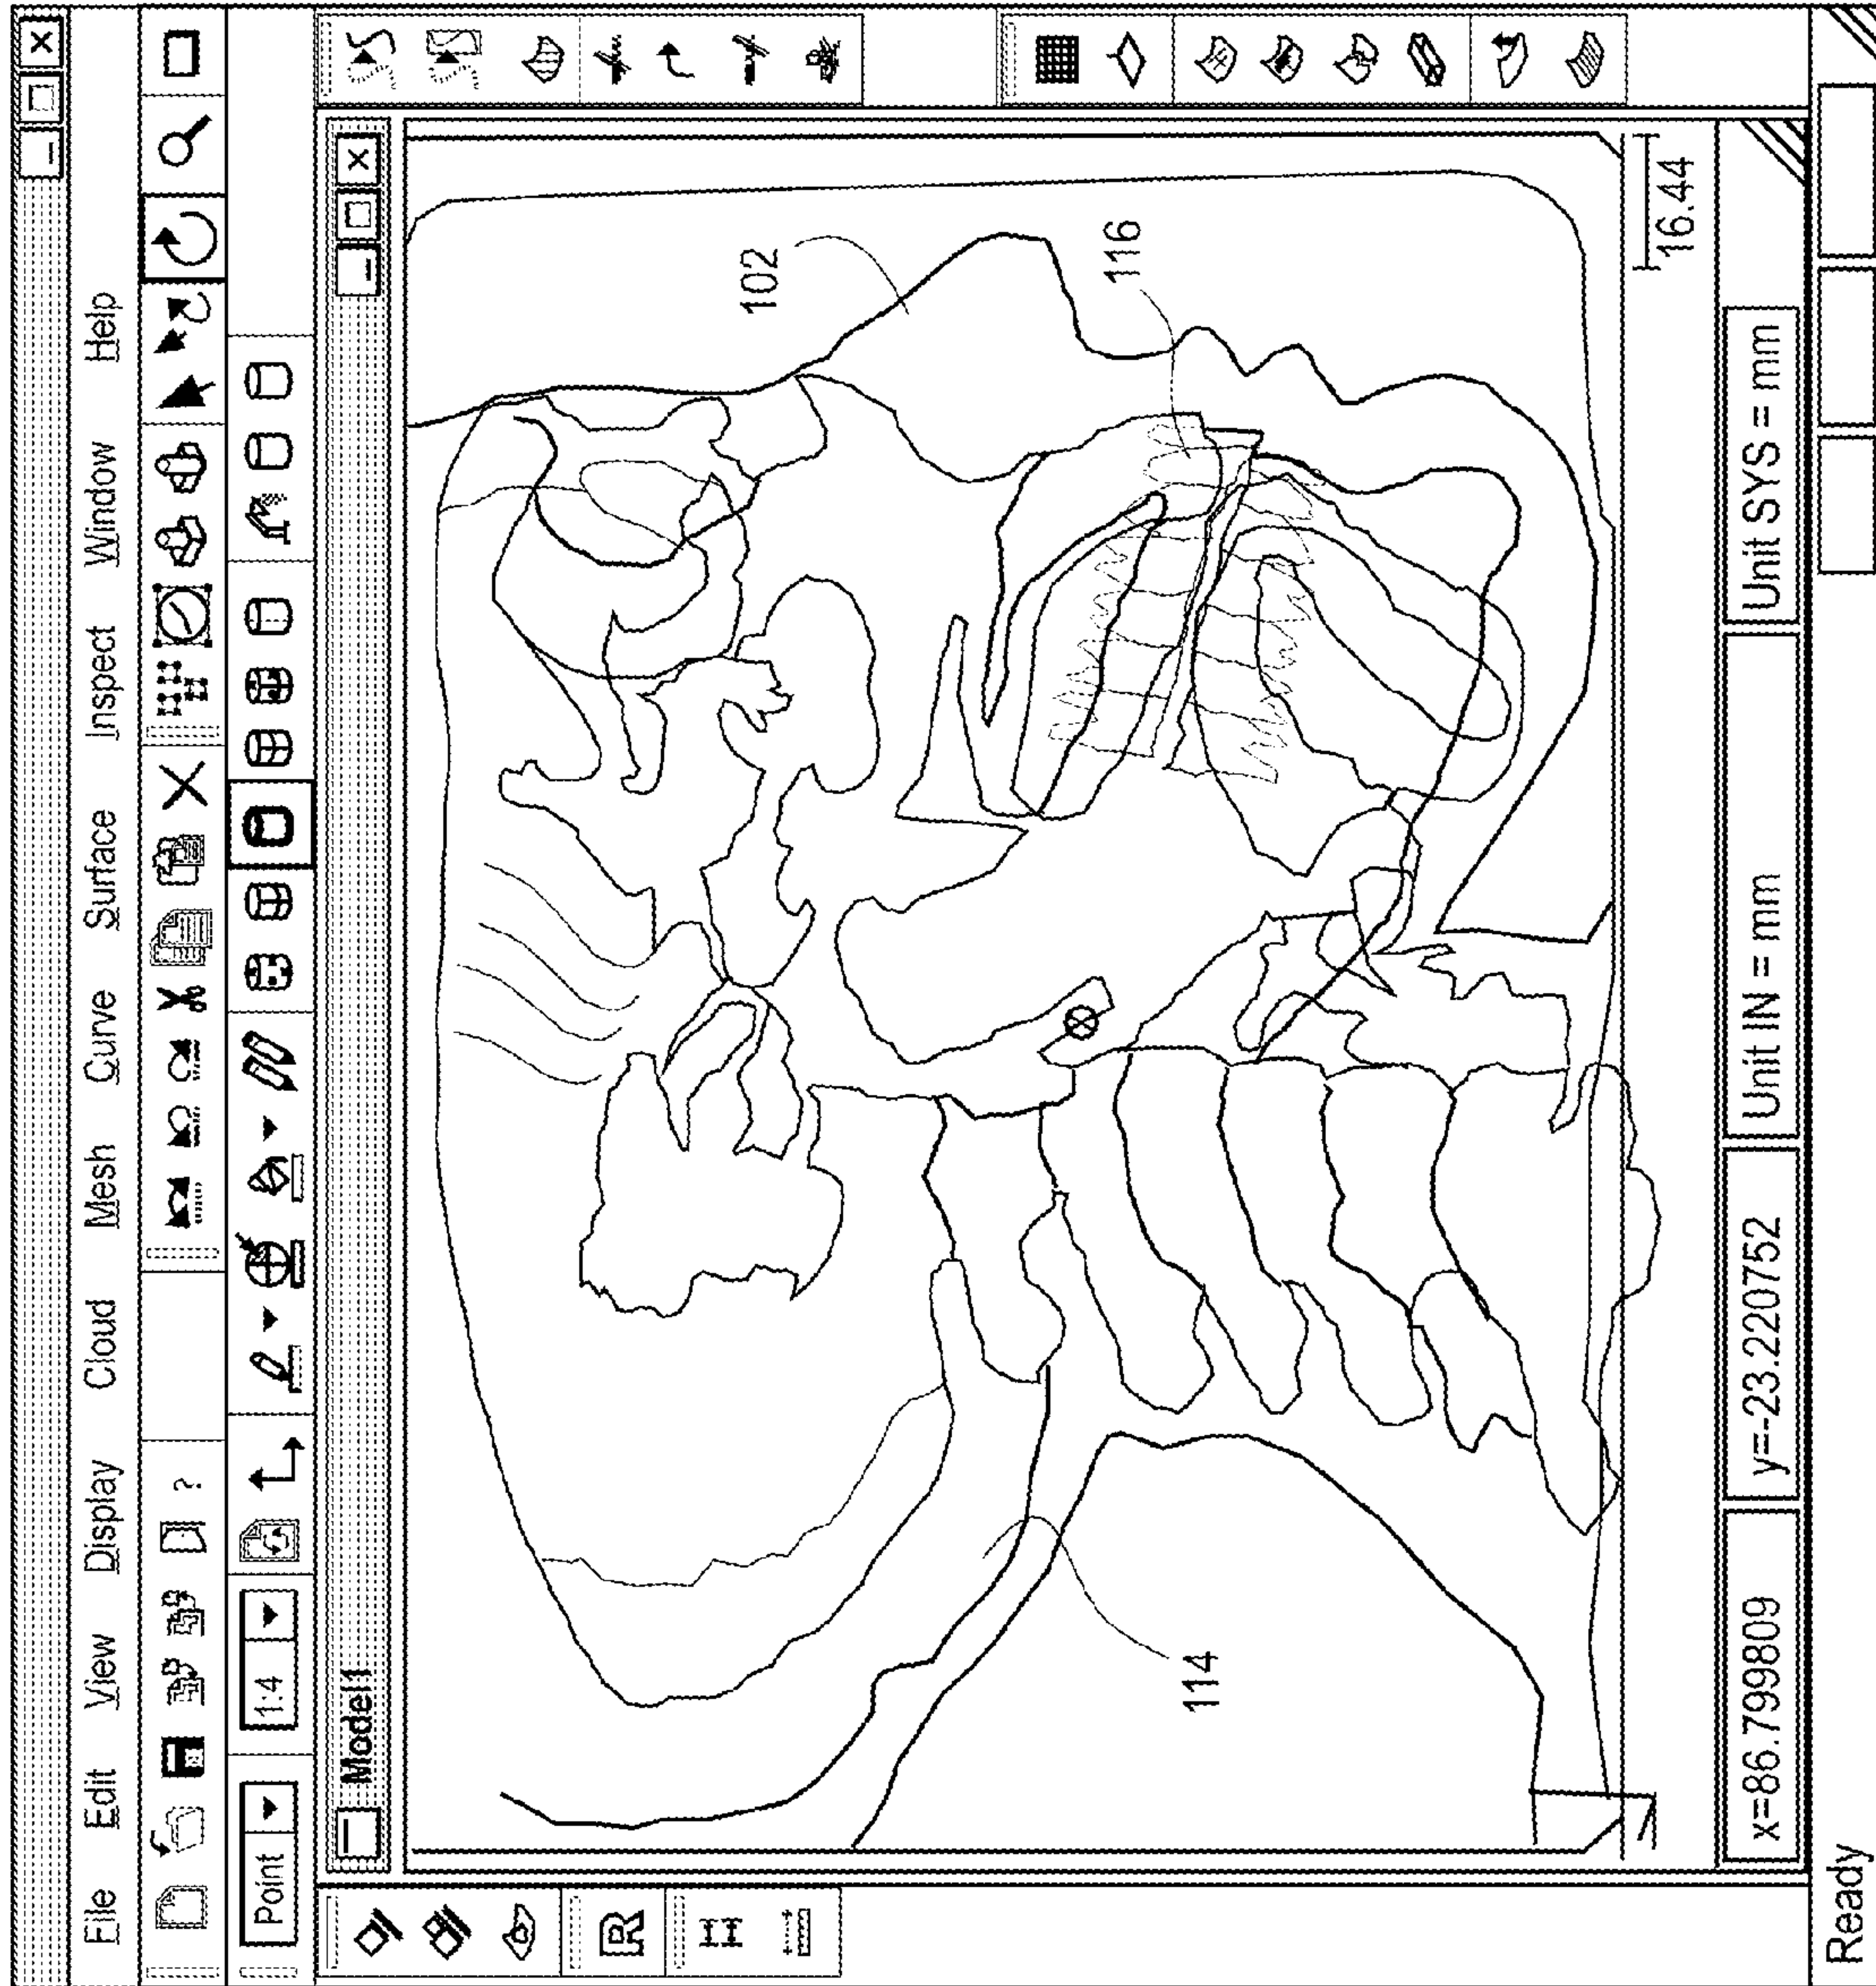 File Edit View Display Cloud Mesh Curve Surface Inspect Window Help
?
Point 1:4
Model1
R
102
116
114
16.44
x=86.799809 y=-23.220752 Unit IN = mm Unit SYS = mm
Ready